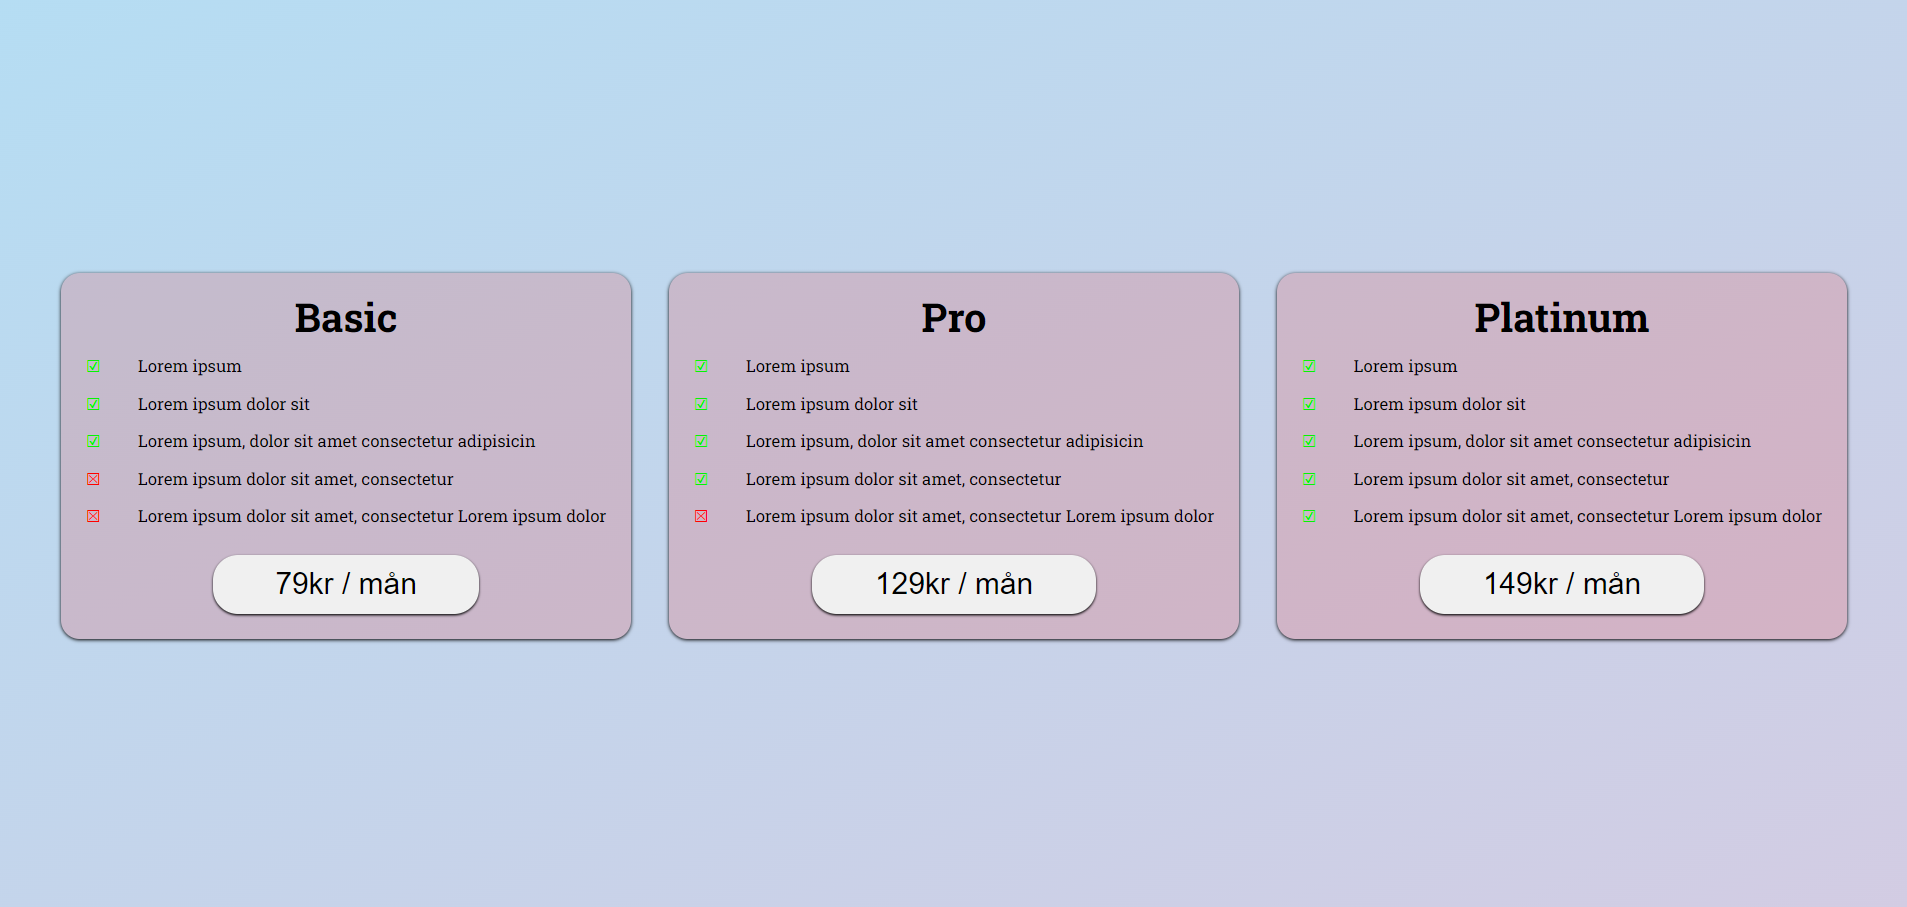 Basic
☑ Lorem ipsum
☑ Lorem ipsum dolor sit
☑ Lorem ipsum, dolor sit amet consectetur adipisicin
☒ Lorem ipsum dolor sit amet, consectetur
☒ Lorem ipsum dolor sit amet, consectetur Lorem ipsum dolor
79kr / mån
Pro
☑ Lorem ipsum
☑ Lorem ipsum dolor sit
☑ Lorem ipsum, dolor sit amet consectetur adipisicin
☑ Lorem ipsum dolor sit amet, consectetur
☒ Lorem ipsum dolor sit amet, consectetur Lorem ipsum dolor
129kr / mån
Platinum
☑ Lorem ipsum
☑ Lorem ipsum dolor sit
☑ Lorem ipsum, dolor sit amet consectetur adipisicin
☑ Lorem ipsum dolor sit amet, consectetur
☑ Lorem ipsum dolor sit amet, consectetur Lorem ipsum dolor
149kr / mån